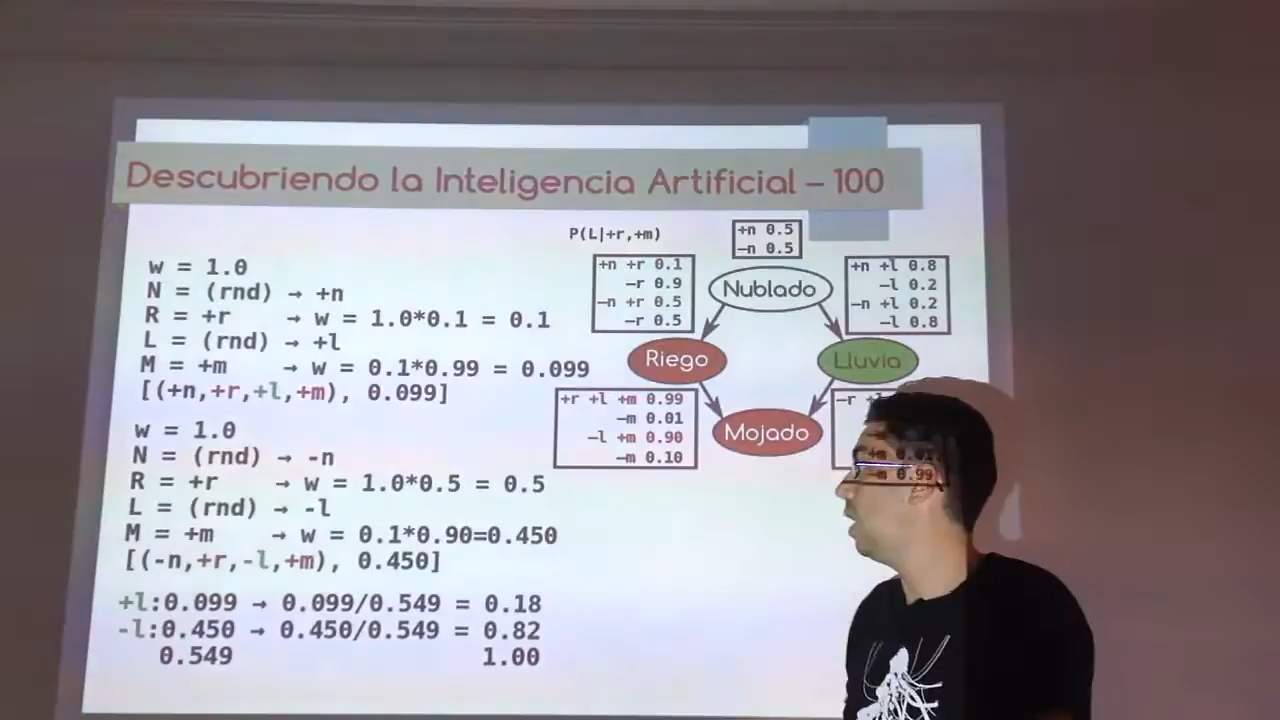 Descubriendo la Inteligencia Artificial – 100
w = 1.0
N = (rnd) → +n
R = +r → w = 1.0*0.1 = 0.1
L = (rnd) → +l
M = +m → w = 0.1*0.99 = 0.099
[(+n,+r,+l,+m), 0.099]
w = 1.0
N = (rnd) → -n
R = +r → w = 1.0*0.5 = 0.5
L = (rnd) → -l
M = +m → w = 0.1*0.90=0.450
[(-n,+r,-l,+m), 0.450]
+l:0.099 → 0.099/0.549 = 0.18
-l:0.450 → 0.450/0.549 = 0.82
0.549 1.00
P(L|+r,+m)
+n 0.5
−n 0.5
+n +r 0.1
−r 0.9
−n +r 0.5
−r 0.5
Nublado
+n +l 0.8
−l 0.2
−n +l 0.2
−l 0.8
Riego
Lluvia
+r +l +m 0.99
−m 0.01
−l +m 0.90
−m 0.10
Mojado
−r
+m 0.01
−m 0.99